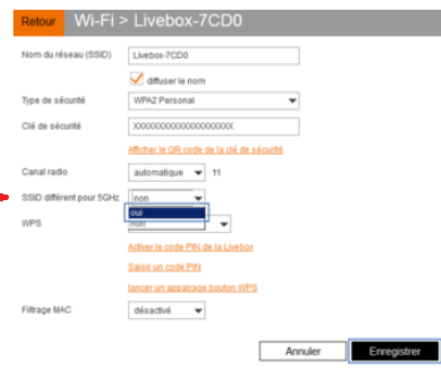 Retour Wi-Fi > Livebox-7CD0
Nom du réseau (SSID) Livebox-7CD0
diffuser le nom
Type de sécurité WPA2 Personal
Clé de sécurité XXXXXXXXXXXXXXXXXXXX
Afficher le QR code de la clé de sécurité
Canal radio automatique 11
SSID différent pour 5GHz non
oui
WPS non
Activer le code PIN de la Livebox
Saisir un code PIN
lancer un appairage bouton WPS
Filtrage MAC désactivé
Annuler Enregistrer